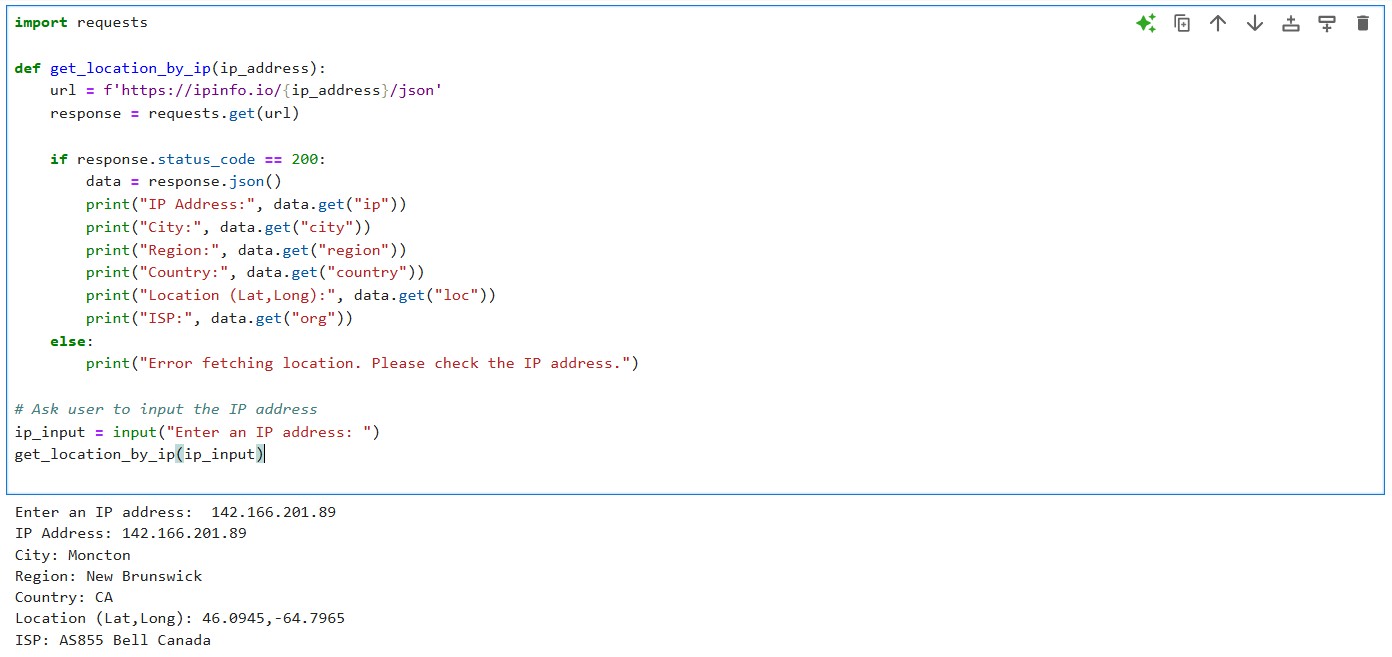 import requests
def get_location_by_ip(ip_address):
    url = f'https://ipinfo.io/{ip_address}/json'
    response = requests.get(url)
    if response.status_code == 200:
        data = response.json()
        print("IP Address:", data.get("ip"))
        print("City:", data.get("city"))
        print("Region:", data.get("region"))
        print("Country:", data.get("country"))
        print("Location (Lat,Long):", data.get("loc"))
        print("ISP:", data.get("org"))
    else:
        print("Error fetching location. Please check the IP address.")
# Ask user to input the IP address
ip_input = input("Enter an IP address: ")
get_location_by_ip(ip_input)
Enter an IP address:  142.166.201.89
IP Address: 142.166.201.89
City: Moncton
Region: New Brunswick
Country: CA
Location (Lat,Long): 46.0945,-64.7965
ISP: AS855 Bell Canada